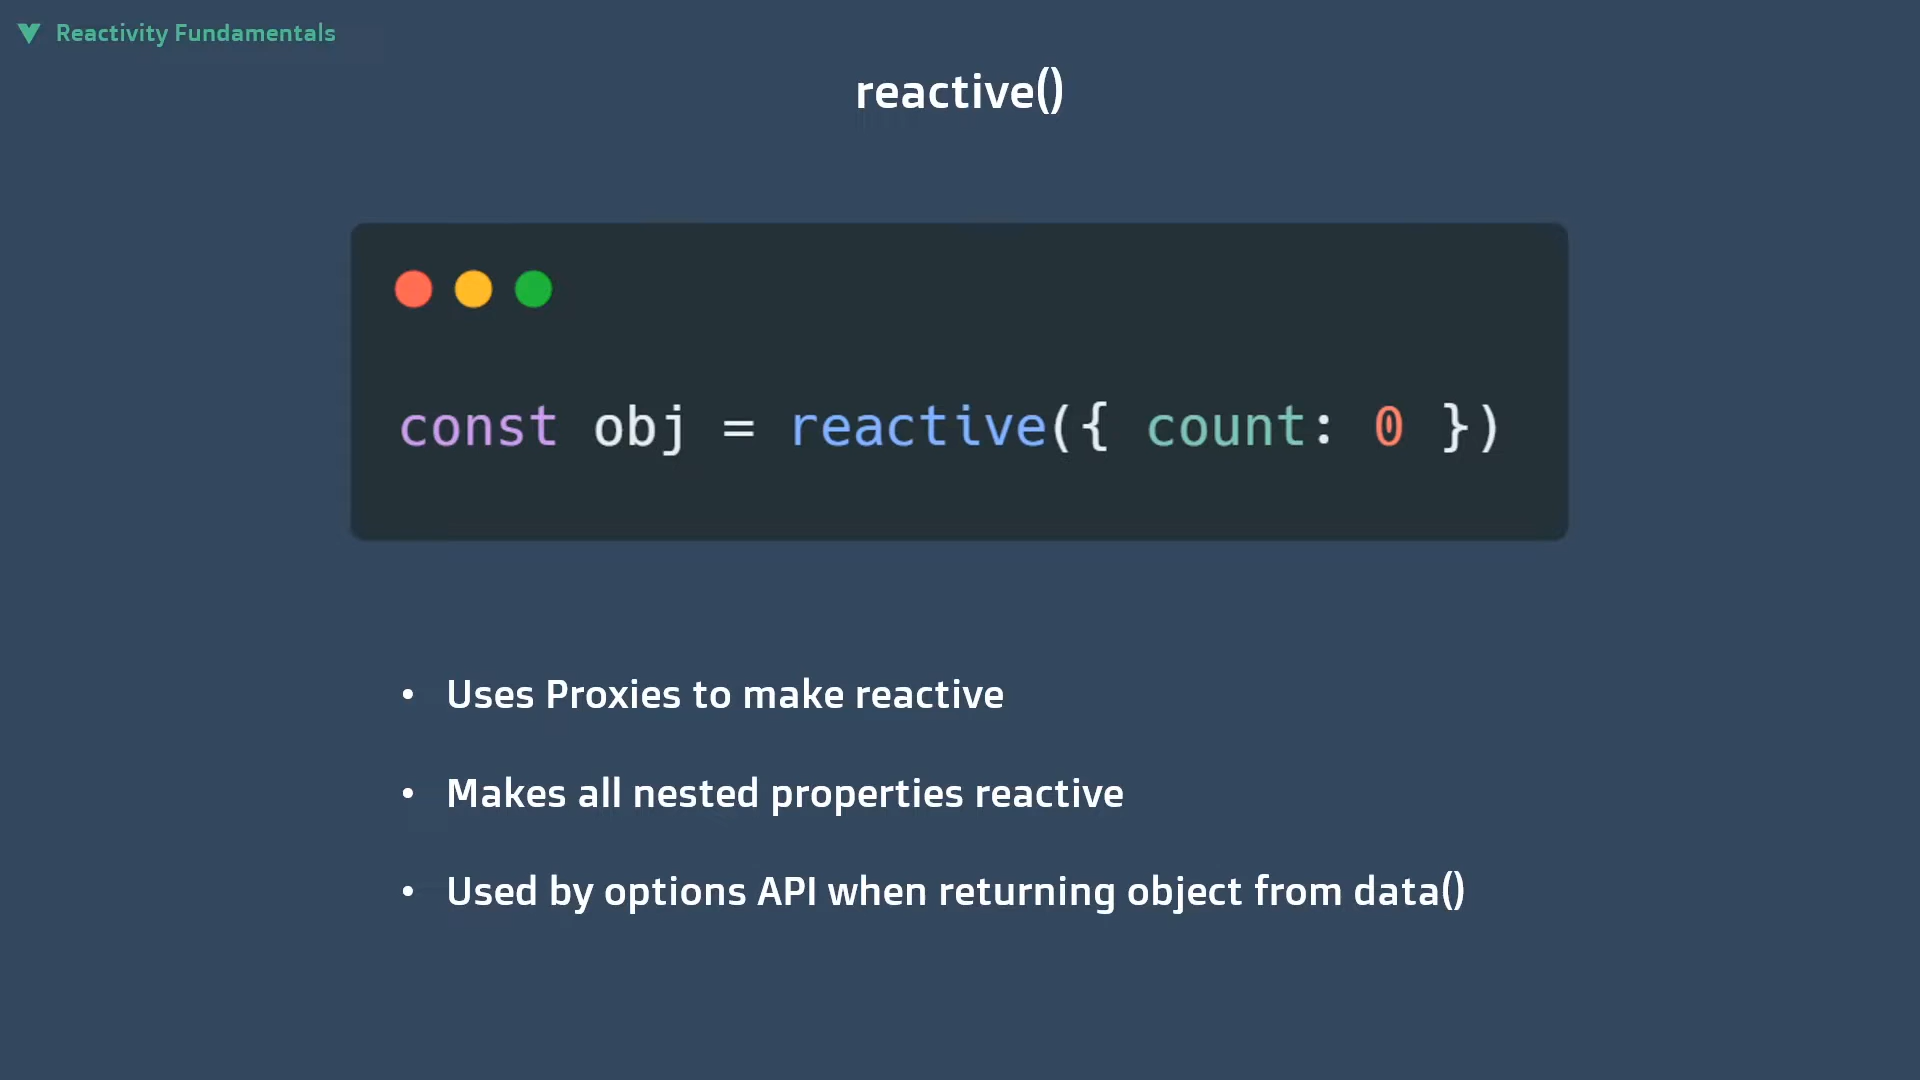 Reactivity Fundamentals
reactive()
const obj = reactive({ count: 0 })
• Uses Proxies to make reactive
• Makes all nested properties reactive
• Used by options API when returning object from data()